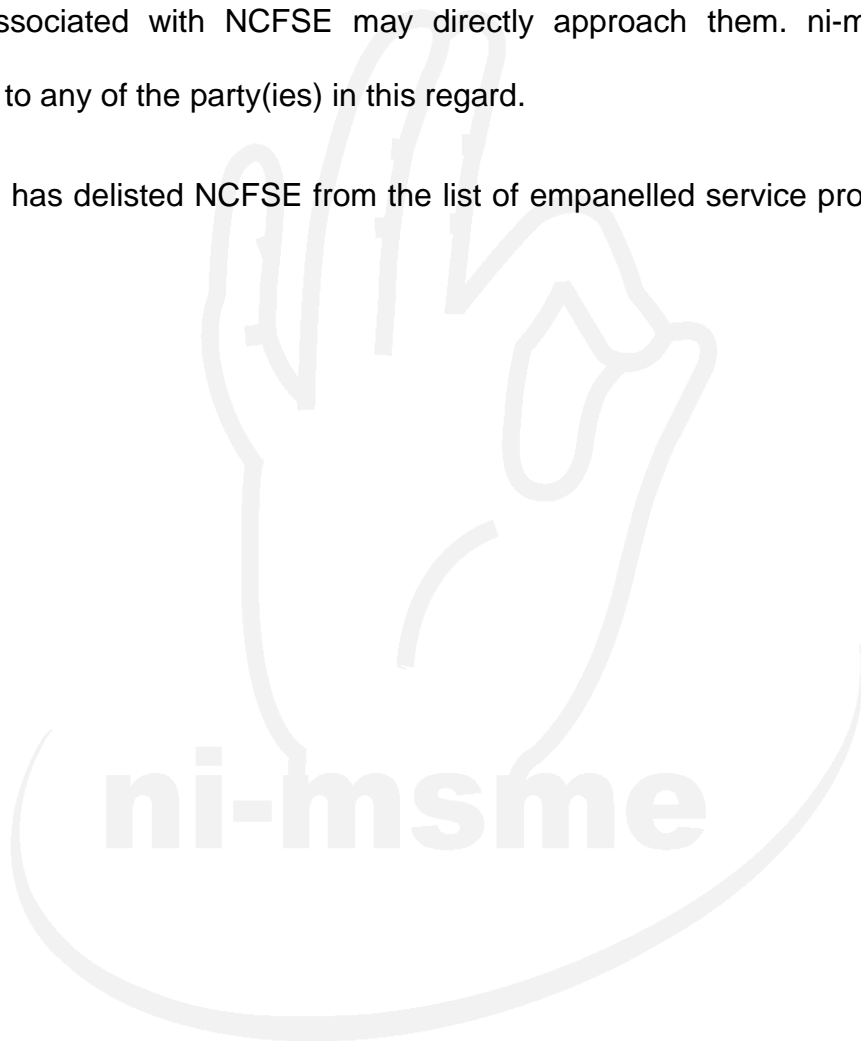 ssociated with NCFSE may directly approach them. ni-m
to any of the party(ies) in this regard.
has delisted NCFSE from the list of empanelled service pro
ni-msme